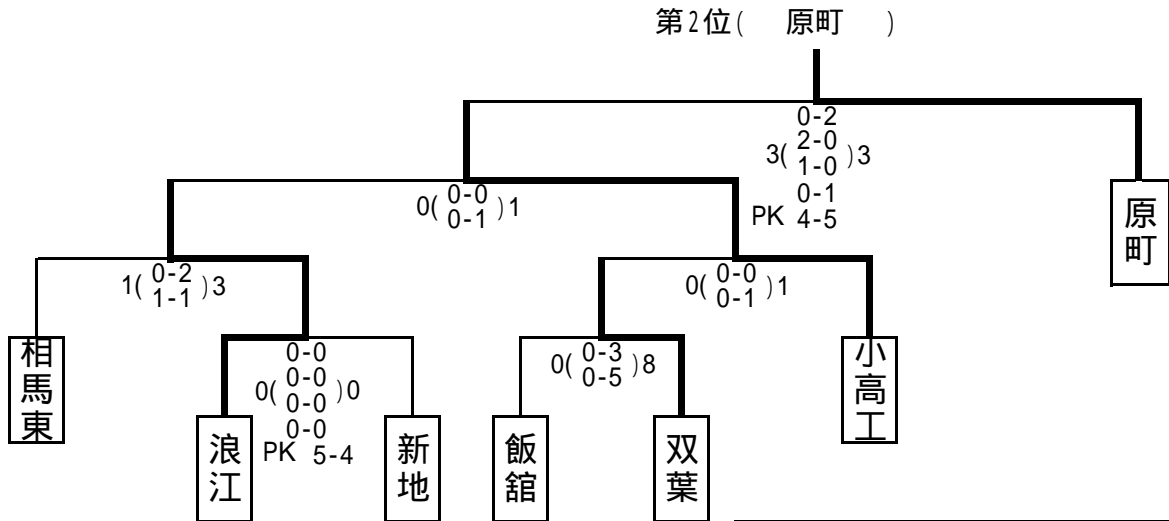 第2位( 原町 )
0-2
3( 2-0 )3
1-0
0-1
PK 4-5
0( 0-0 )1
0-1
原町
1( 0-2 )3
1-1
0( 0-0 )1
0-1
相馬東
0-0
0( 0-0 )0
0-0
0-0
PK 5-4
0( 0-3 )8
0-5
小高工
浪江
新地
飯舘
双葉